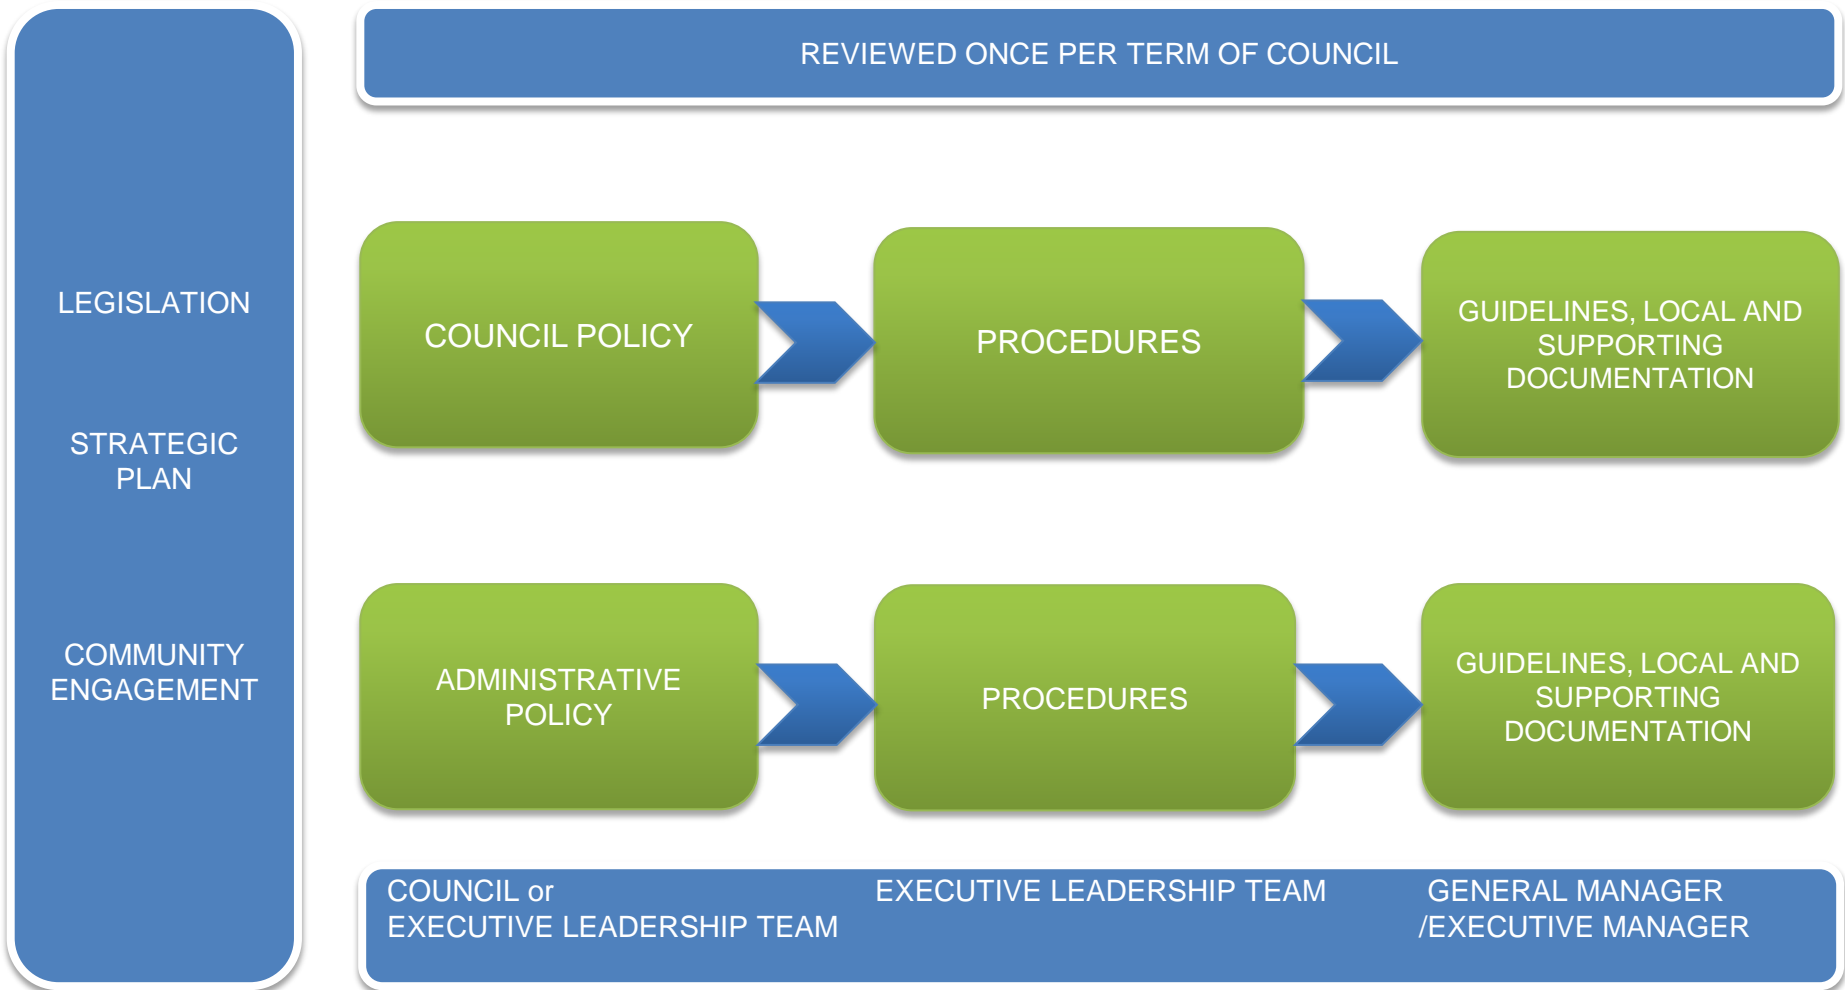 REVIEWED ONCE PER TERM OF COUNCIL
LEGISLATION
STRATEGIC
PLAN
COMMUNITY
ENGAGEMENT
COUNCIL POLICY
PROCEDURES
GUIDELINES, LOCAL AND
SUPPORTING
DOCUMENTATION
ADMINISTRATIVE
POLICY
PROCEDURES
GUIDELINES, LOCAL AND
SUPPORTING
DOCUMENTATION
COUNCIL or
EXECUTIVE LEADERSHIP TEAM
EXECUTIVE LEADERSHIP TEAM
GENERAL MANAGER
/EXECUTIVE MANAGER